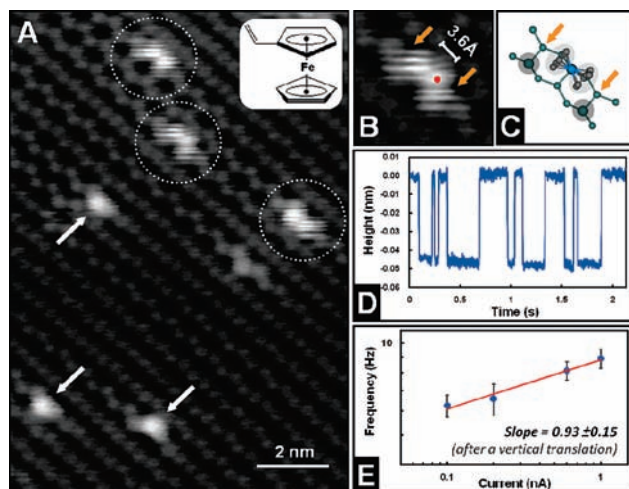 A
Fe
2 nm
B
3.6Å
C
0.01
0.00
-0.01
-0.02
-0.03
-0.04
-0.05
-0.06
Height (nm)
0
0.5
1
1.5
2
Time (s)
D
10
Frequency (Hz)
Slope = 0.93 ±0.15
(after a vertical translation)
0.1
1
Current (nA)
E